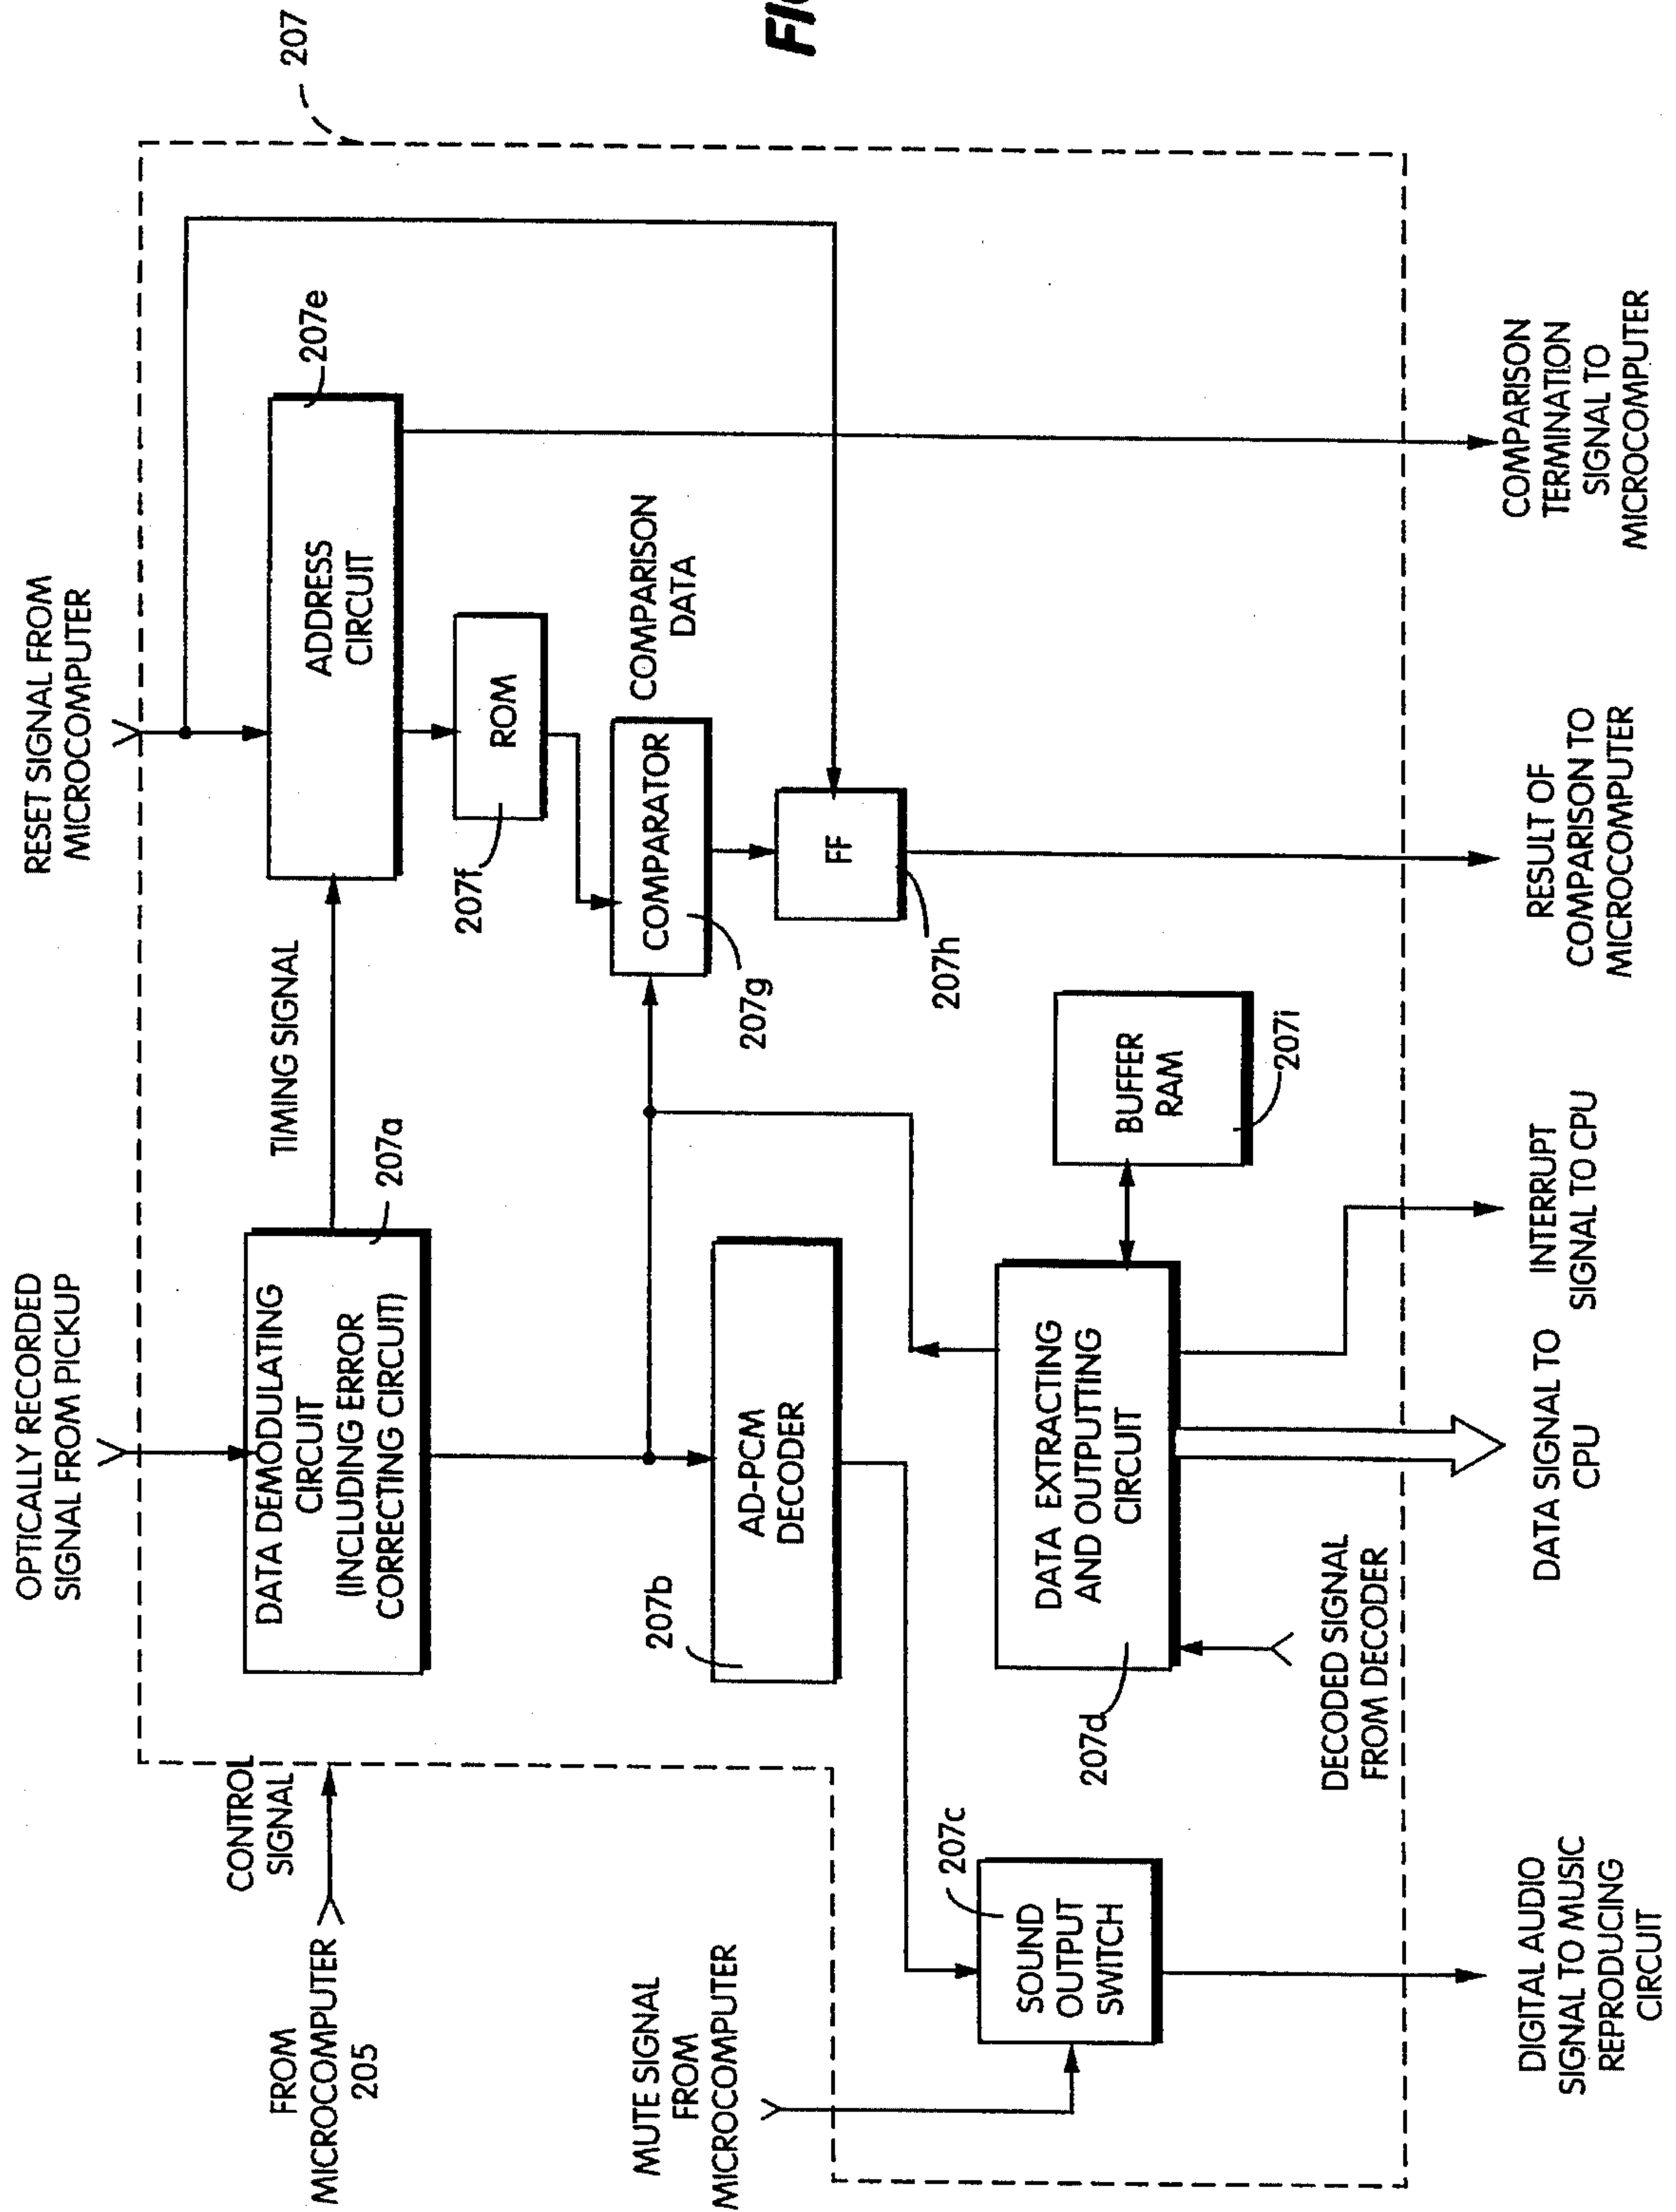 OPTICALLY RECORDED
SIGNAL FROM PICKUP
RESET SIGNAL FROM
MICROCOMPUTER
207
FROM
MICROCOMPUTER
205
CONTROL
SIGNAL
DATA DEMODULATING
CIRCUIT
(INCLUDING ERROR
CORRECTING CIRCUIT)
207a
TIMING SIGNAL
ADDRESS
CIRCUIT
207e
ROM
207f
COMPARATOR
207g
COMPARISON
DATA
MUTE SIGNAL
FROM
MICROCOMPUTER
207b
AD-PCM
DECODER
FF
207h
207c
SOUND
OUTPUT
SWITCH
207d
DATA EXTRACTING
AND OUTPUTTING
CIRCUIT
BUFFER
RAM
207i
DECODED SIGNAL
FROM DECODER
DIGITAL AUDIO
SIGNAL TO MUSIC
REPRODUCING
CIRCUIT
DATA SIGNAL TO
CPU
INTERRUPT
SIGNAL TO CPU
RESULT OF
COMPARISON TO
MICROCOMPUTER
COMPARISON
TERMINATION
SIGNAL TO
MICROCOMPUTER